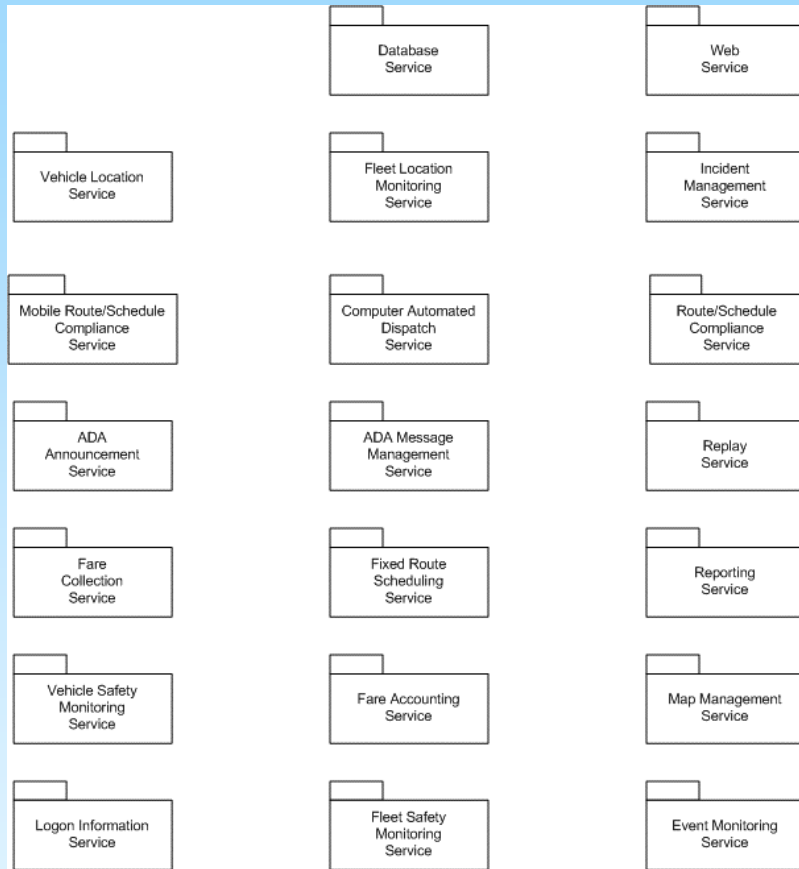 Database
Service
Web
Service
Vehicle Location
Service
Fleet Location
Monitoring
Service
Incident
Management
Service
Mobile Route/Schedule
Compliance
Service
Computer Automated
Dispatch
Service
Route/Schedule
Compliance
Service
ADA
Announcement
Service
ADA Message
Management
Service
Replay
Service
Fare
Collection
Service
Fixed Route
Scheduling
Service
Reporting
Service
Vehicle Safety
Monitoring
Service
Fare Accounting
Service
Map Management
Service
Logon Information
Service
Fleet Safety
Monitoring
Service
Event Monitoring
Service